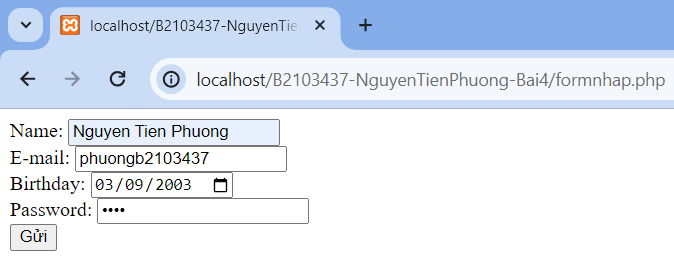 localhost/B2103437-NguyenTie
localhost/B2103437-NguyenTienPhuong-Bai4/formnhap.php
Name: Nguyen Tien Phuong
E-mail: phuongb2103437
Birthday: 03/09/2003
Password: ••••
Gửi